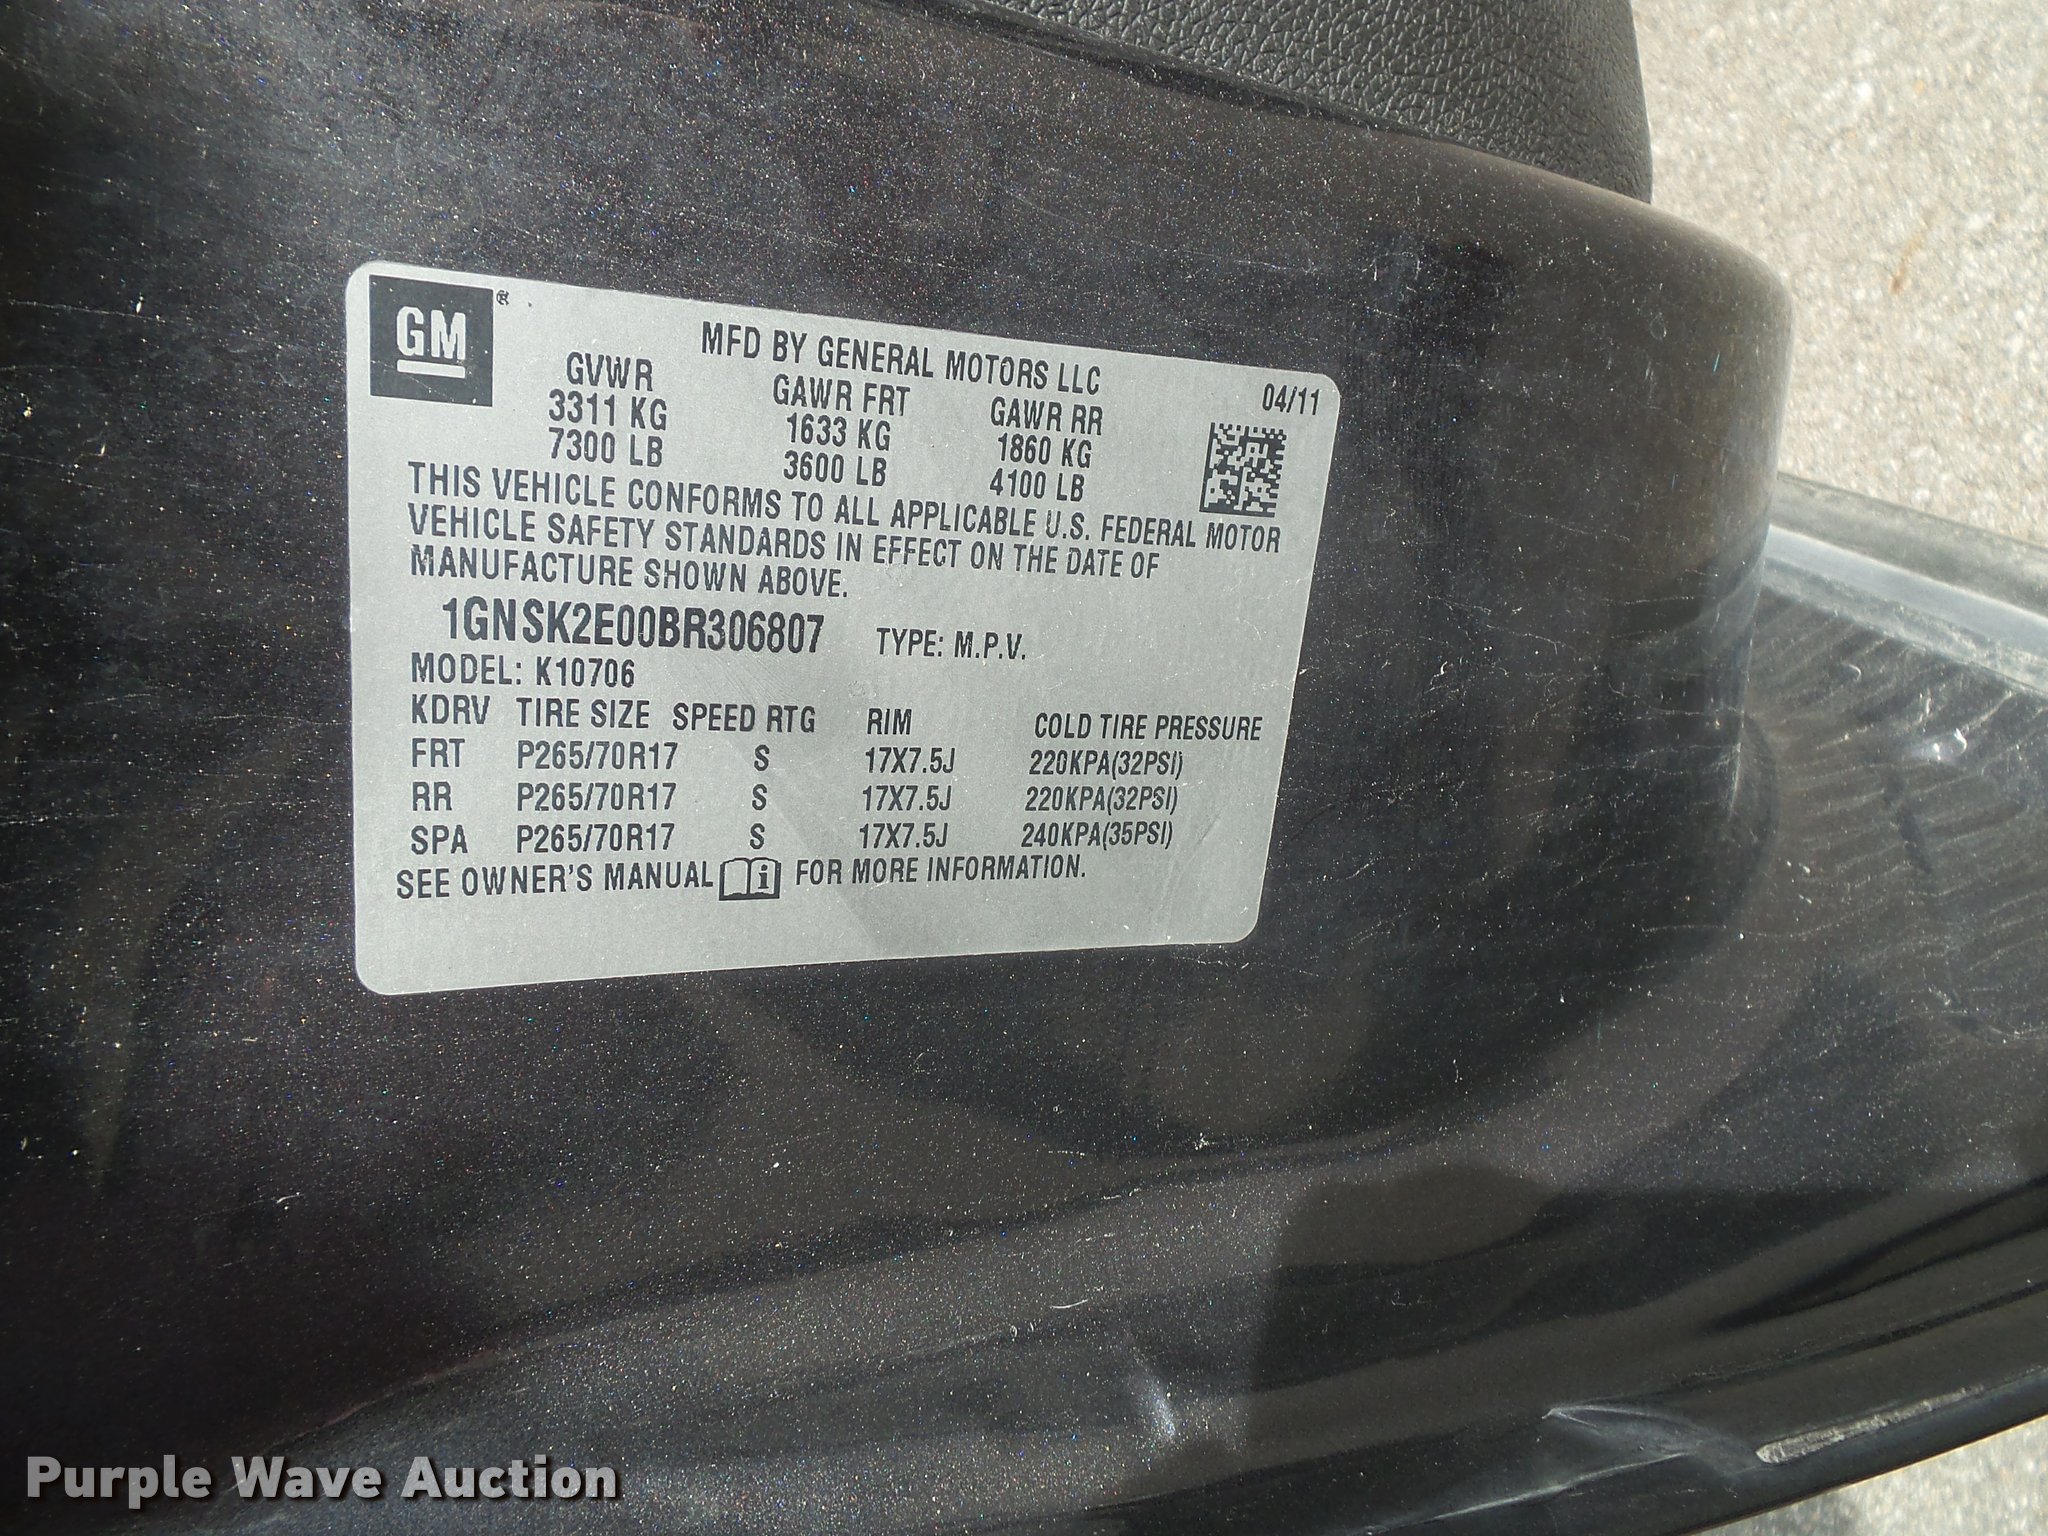 GM ®
MFD BY GENERAL MOTORS LLC
04/11
GVWR GAWR FRT GAWR RR
3311 KG 1633 KG 1860 KG
7300 LB 3600 LB 4100 LB
THIS VEHICLE CONFORMS TO ALL APPLICABLE U.S. FEDERAL MOTOR
VEHICLE SAFETY STANDARDS IN EFFECT ON THE DATE OF
MANUFACTURE SHOWN ABOVE.
1GNSK2E00BR306807 TYPE: M.P.V.
MODEL: K10706
KDRV TIRE SIZE SPEED RTG RIM COLD TIRE PRESSURE
FRT P265/70R17 S 17X7.5J 220KPA(32PSI)
RR P265/70R17 S 17X7.5J 220KPA(32PSI)
SPA P265/70R17 S 17X7.5J 240KPA(35PSI)
SEE OWNER'S MANUAL i FOR MORE INFORMATION.
Purple Wave Auction